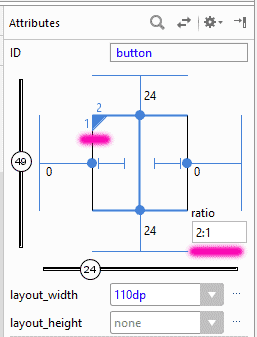 Attributes
ID button
24
2
1
49
0 0
ratio
24 2:1
24
layout_width 110dp ...
layout_height none ...